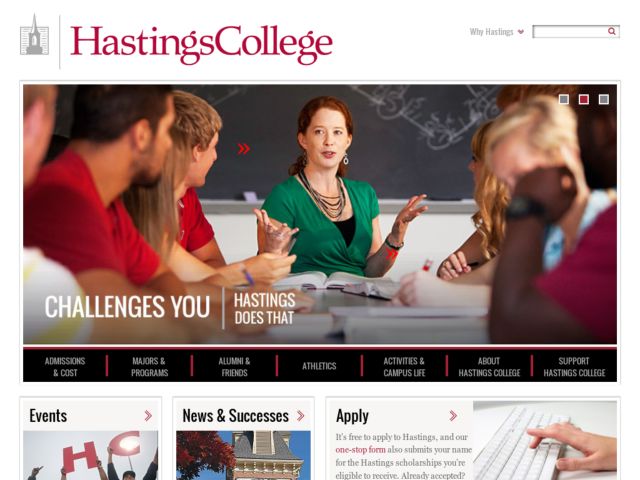 HastingsCollege
Why Hastings
CHALLENGES YOU
HASTINGS
DOES THAT
ADMISSIONS
& COST
MAJORS &
PROGRAMS
ALUMNI &
FRIENDS
ATHLETICS
ACTIVITIES &
CAMPUS LIFE
ABOUT
HASTINGS COLLEGE
SUPPORT
HASTINGS COLLEGE
Events
HC
News & Successes
Apply
It's free to apply to Hastings, and our
one-stop form also submits your name
for the Hastings scholarships you're
eligible to receive. Already accepted?